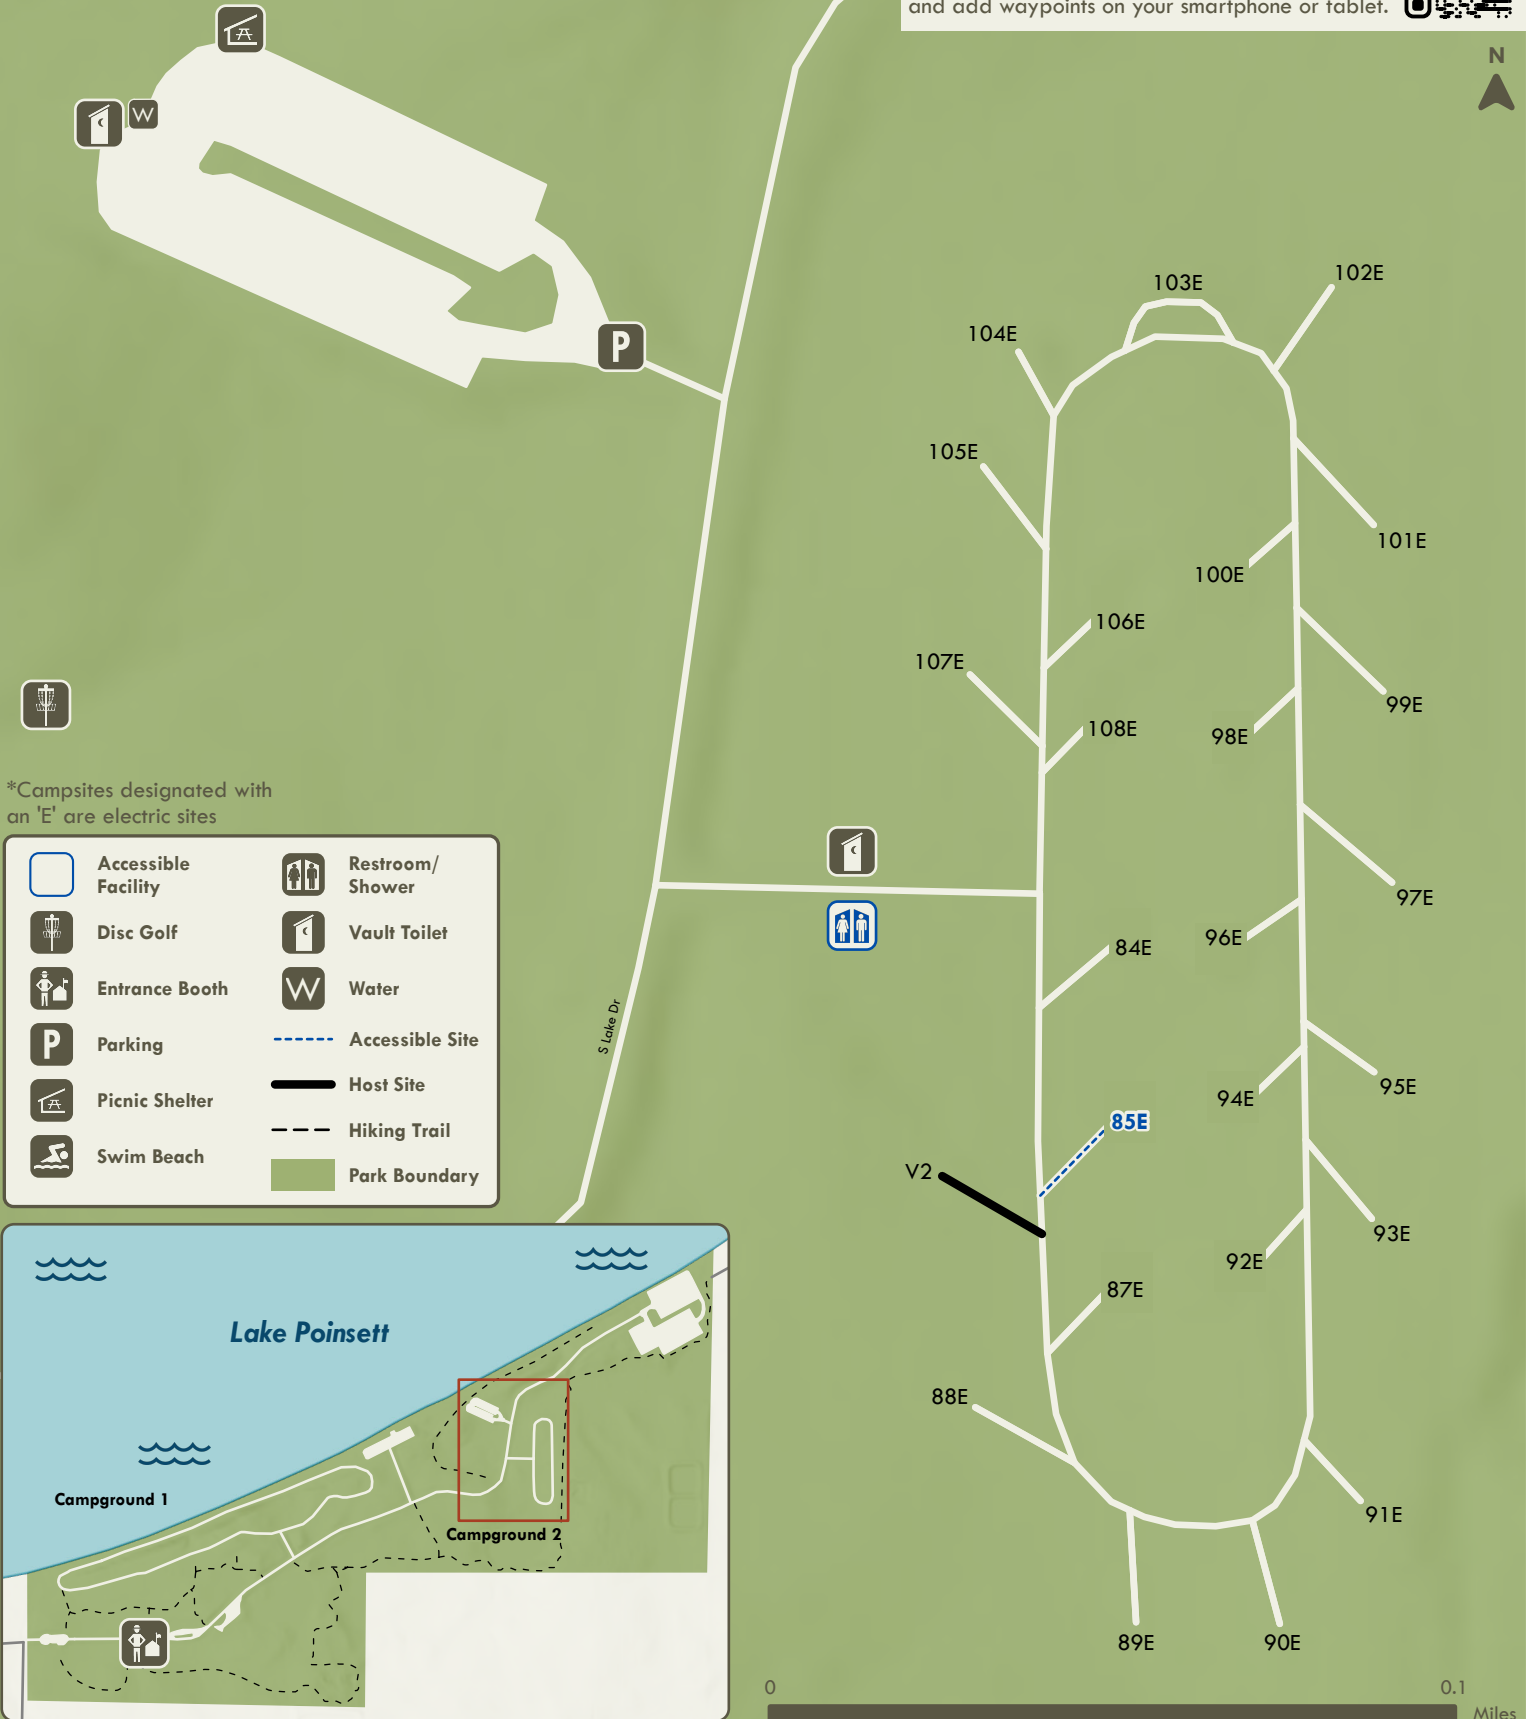 and add waypoints on your smartphone or tablet.
N
W
P
103E
102E
104E
105E
101E
100E
106E
107E
108E
99E
98E
97E
96E
84E
95E
94E
85E
V2
93E
92E
87E
88E
91E
89E
90E
S Lake Dr
*Campsites designated with
an 'E' are electric sites
Accessible
Facility
Disc Golf
Entrance Booth
P
Parking
Picnic Shelter
Swim Beach
Restroom/
Shower
Vault Toilet
W
Water
Accessible Site
Host Site
Hiking Trail
Park Boundary
Lake Poinsett
Campground 1
Campground 2
0
0.1
Miles